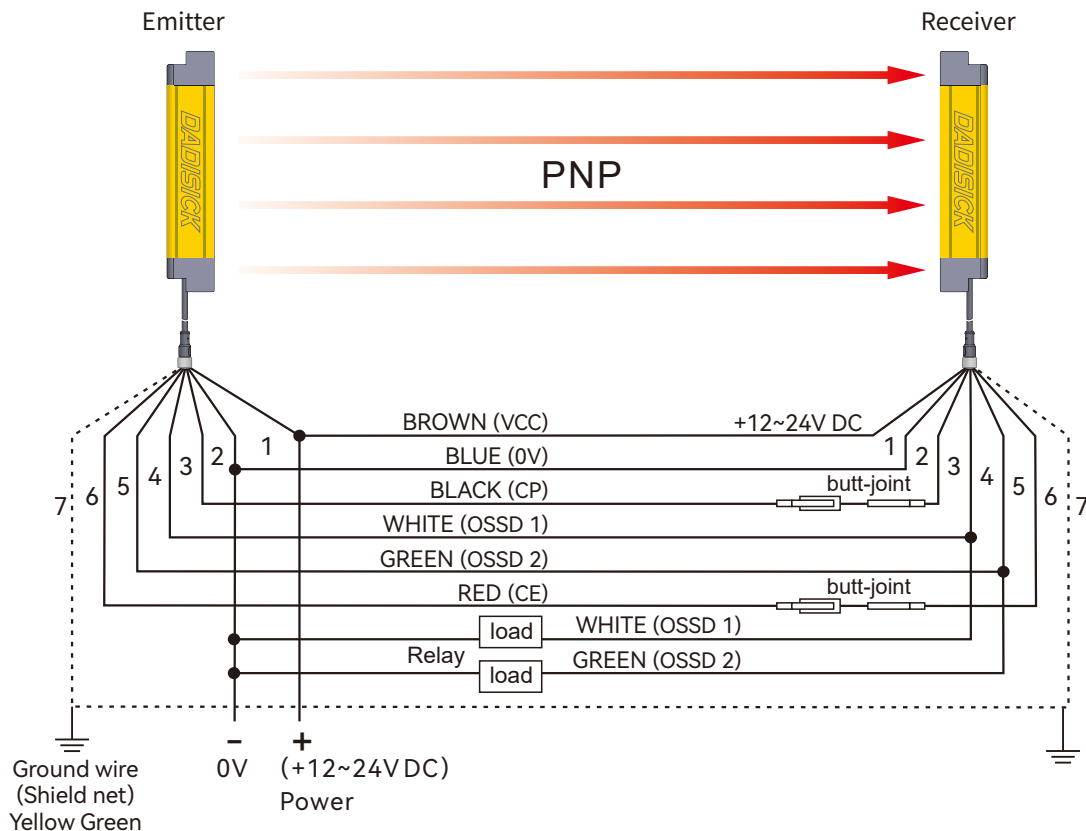 Emitter
Receiver
DADISICK
DADISICK
PNP
BROWN (VCC)
+12~24V DC
BLUE (0V)
BLACK (CP)
butt-joint
WHITE (OSSD 1)
GREEN (OSSD 2)
RED (CE)
butt-joint
load
WHITE (OSSD 1)
Relay
load
GREEN (OSSD 2)
7
6
5
4
3
2
1
1
2
3
4
5
6
7
-
+
0V
(+12~24V DC)
Power
Ground wire
(Shield net)
Yellow Green